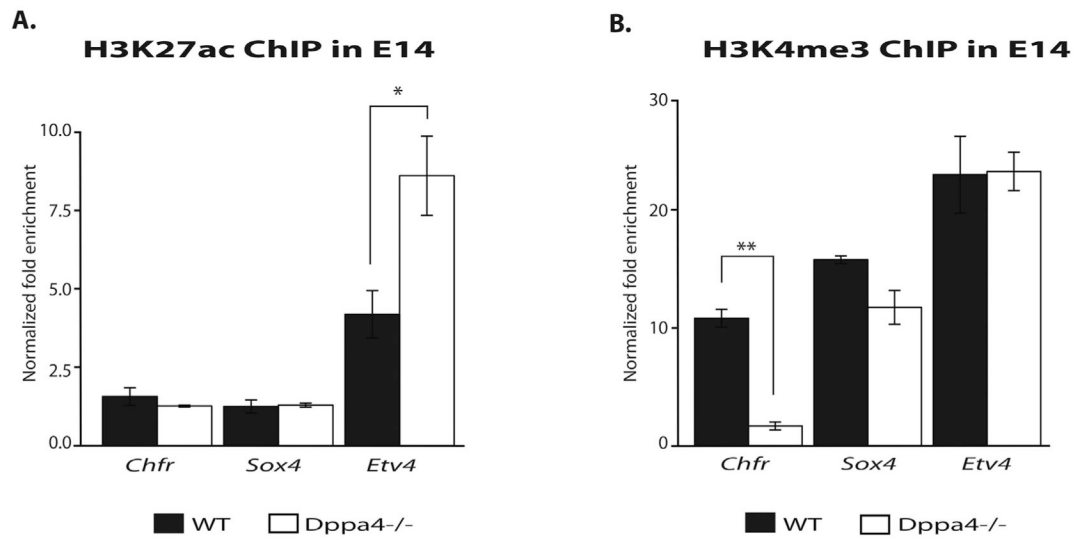 A.
H3K27ac ChIP in E14
Normalized fold enrichment
10.0
7.5
5.0
2.5
0.0
*
Chfr
Sox4
Etv4
WT
Dppa4-/-
B.
H3K4me3 ChIP in E14
Normalized fold enrichment
30
20
10
0
**
Chfr
Sox4
Etv4
WT
Dppa4-/-